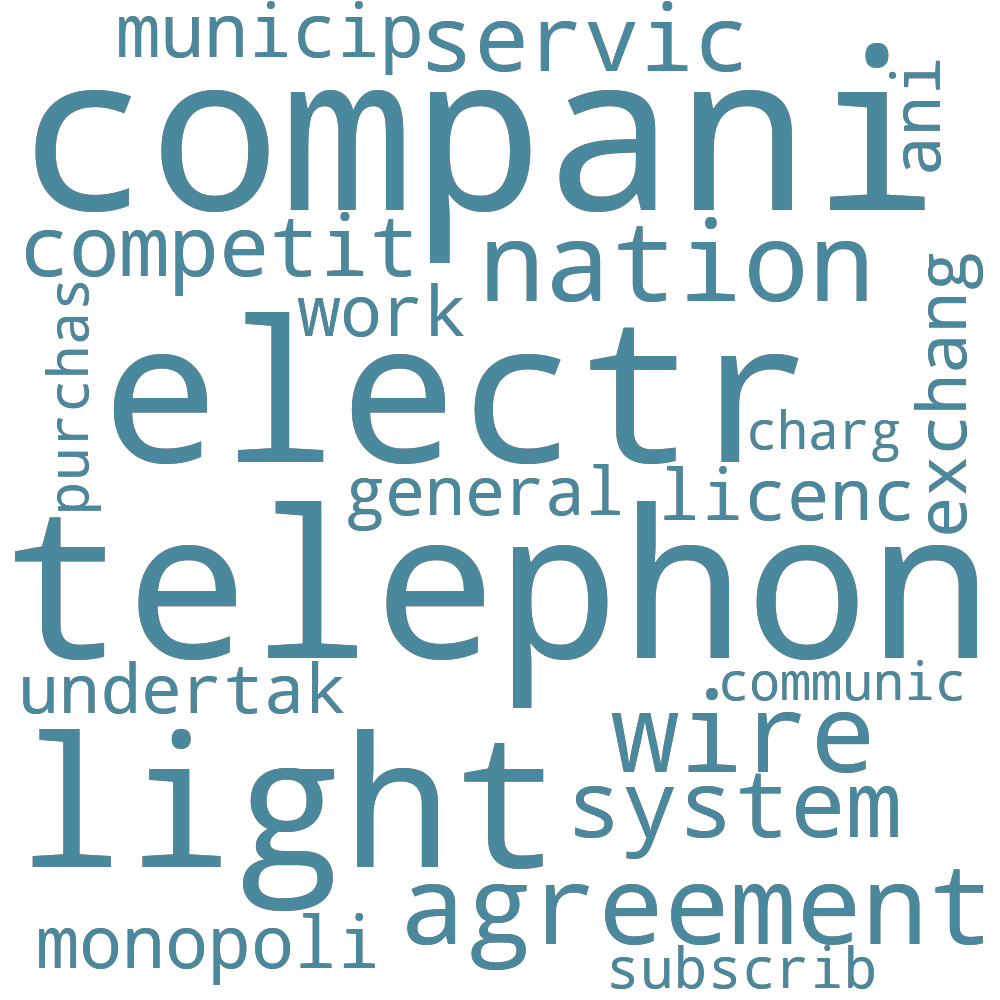 municip servic
compani
ani
competit nation
purchas
work
exchang
electr
charg
general licenc
telephon
undertak
communic
wire
light
system
agreement
monopoli
subscrib